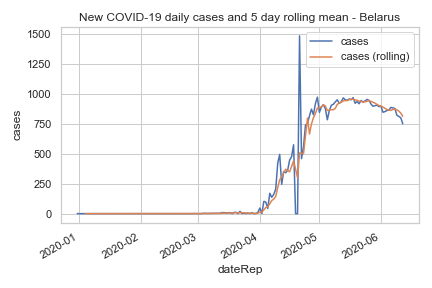 New COVID-19 daily cases and 5 day rolling mean - Belarus
cases
cases (rolling)
1500
1250
1000
750
500
250
0
cases
2020-01
2020-02
2020-03
2020-04
2020-05
2020-06
dateRep